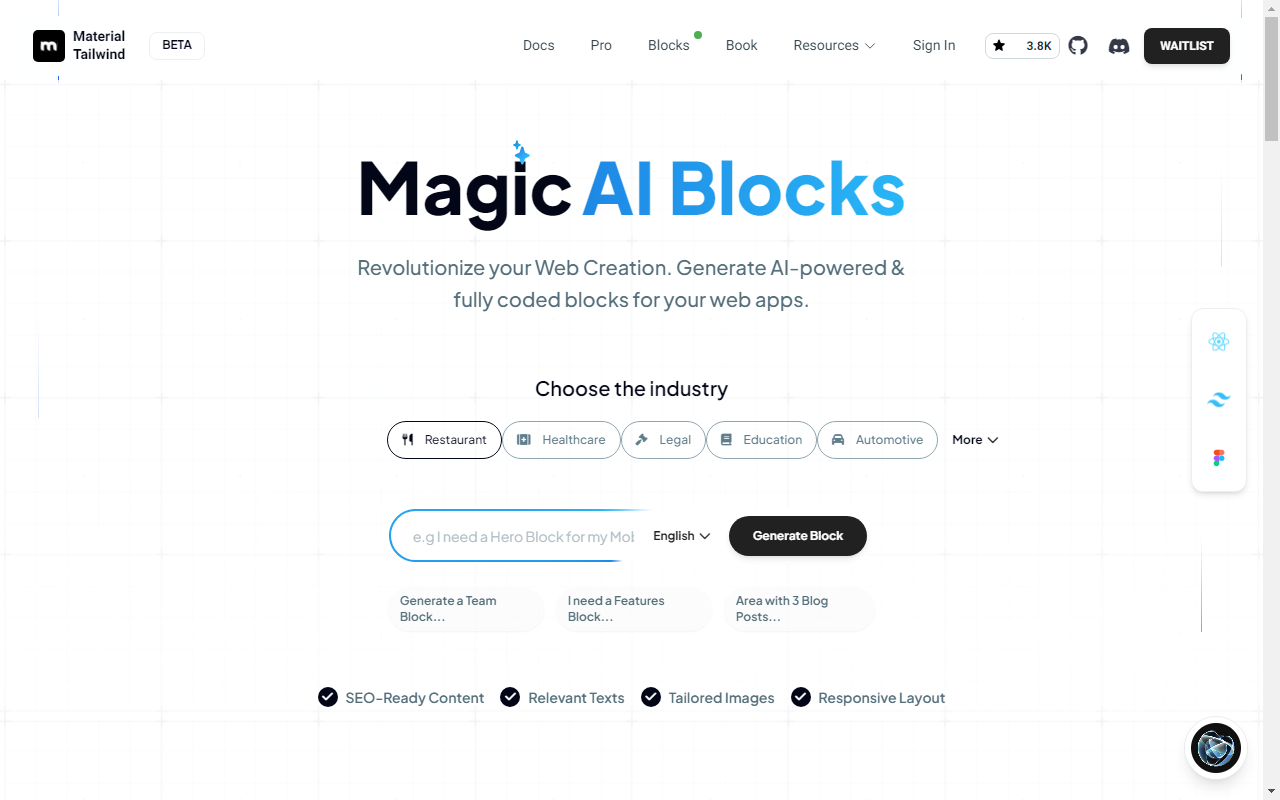 Material
Tailwind
BETA
Docs
Pro
Blocks
Book
Resources
Sign In
3.8K
WAITLIST
Magic AI Blocks
Revolutionize your Web Creation. Generate AI-powered &
fully coded blocks for your web apps.
Choose the industry
Restaurant
Healthcare
Legal
Education
Automotive
More
e.g I need a Hero Block for my
English
Generate Block
Generate a Team
Block...
I need a Features
Block...
Area with 3 Blog
Posts...
SEO-Ready Content
Relevant Texts
Tailored Images
Responsive Layout